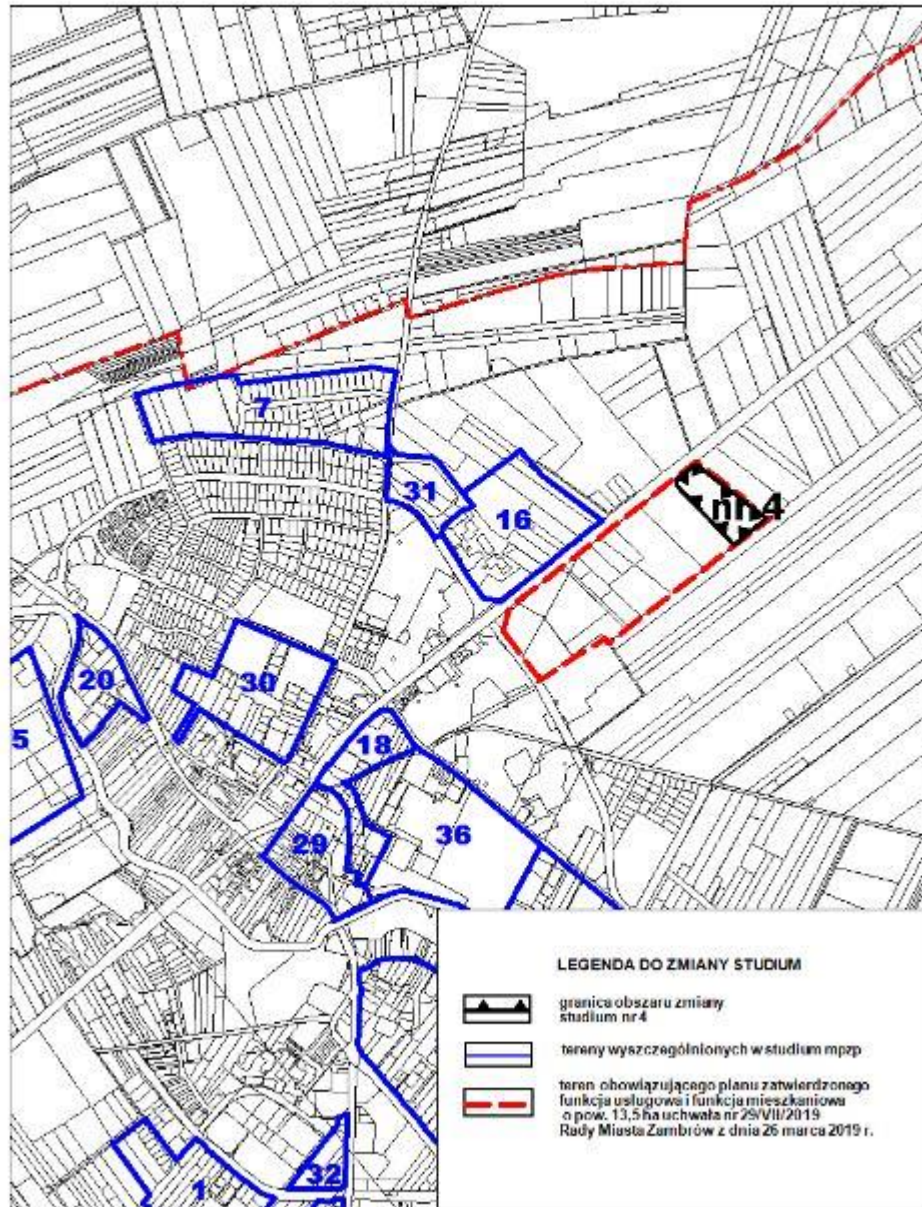 7
31
16
nr 4
20
30
5
18
29
36
LEGENDA DO ZMIANY STUDIUM
granica obszaru zmiany
studium nr 4
tereny wyszczególnionych w studium mpzp
teren obowiązującego planu zatwierdzonego
funkcja usługowa i funkcja mieszkaniowa
o pow. 13,5 ha uchwała nr 29/VII/2019
Rady Miasta Zambrów z dnia 26 marca 2019 r.
32
1